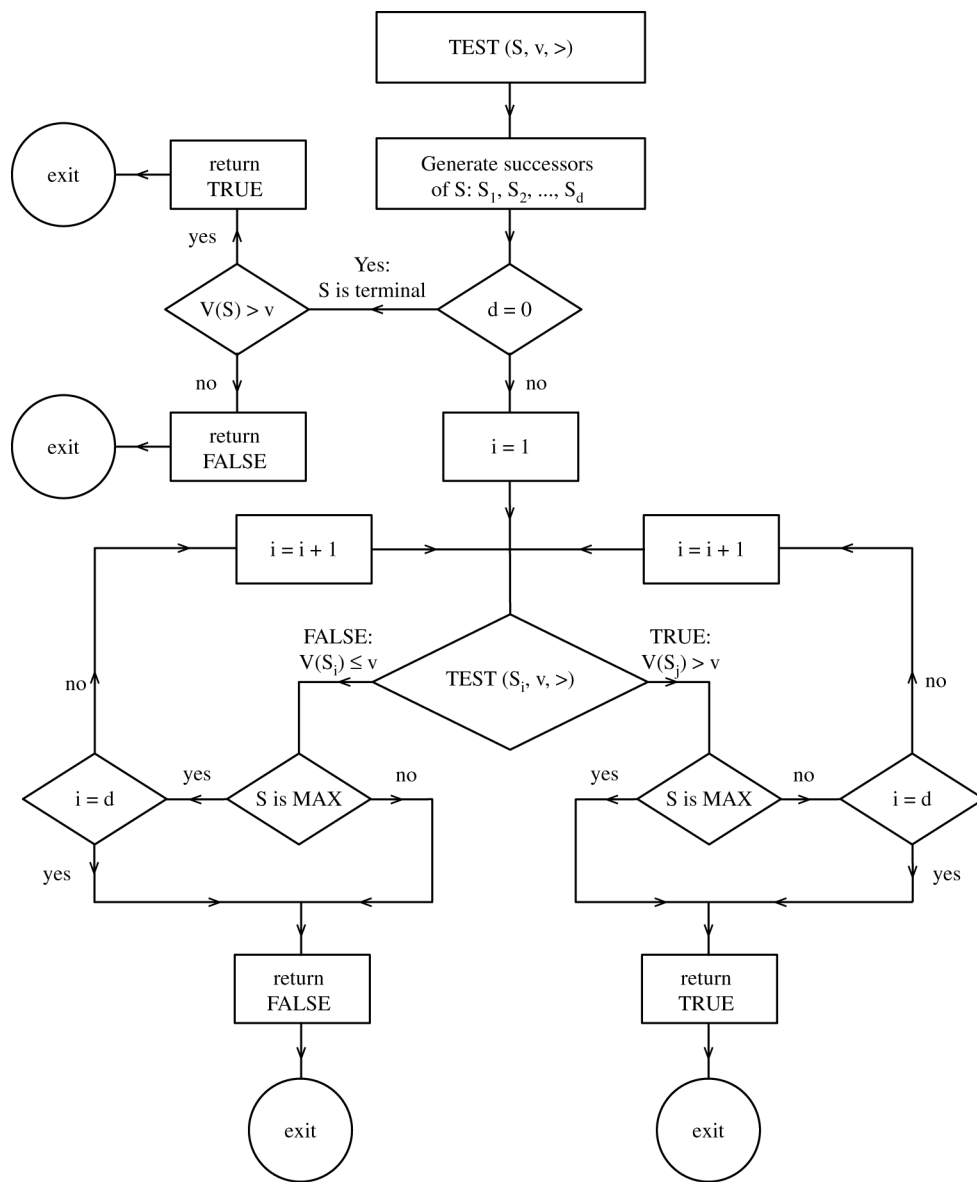 TEST (S, v, >)
Generate successors
of S: S₁, S₂, ..., S_d
return
TRUE
exit
yes
Yes:
S is terminal
V(S) > v
d = 0
no
no
exit
return
FALSE
i = 1
i = i + 1
i = i + 1
FALSE:
V(Sᵢ) ≤ v
TRUE:
V(Sⱼ) > v
TEST (Sᵢ, v, >)
no
no
yes
no
yes
no
i = d
S is MAX
S is MAX
i = d
yes
yes
return
FALSE
return
TRUE
exit
exit